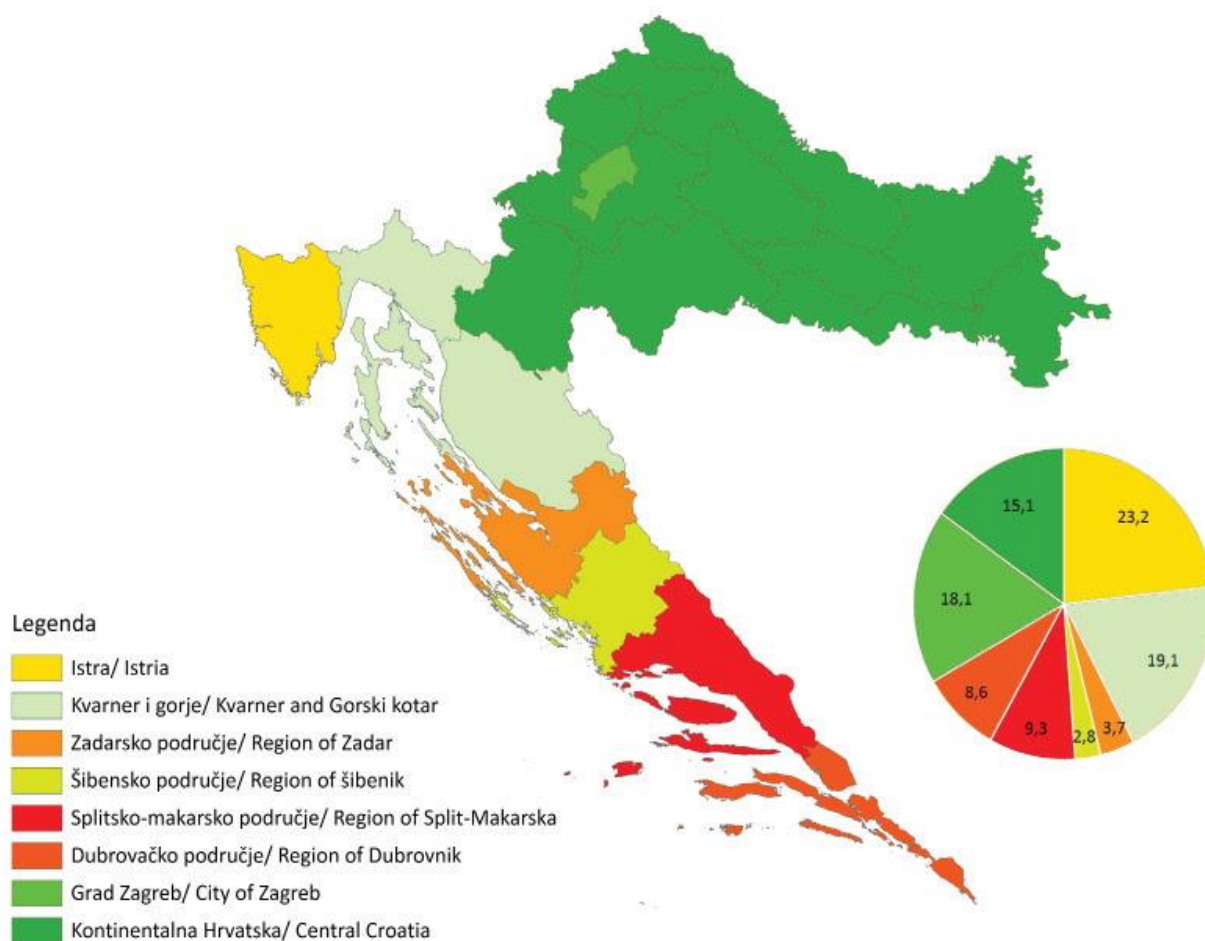 15,1
23,2
18,1
19,1
8,6
9,3
2,8
3,7
Legenda
Istra/ Istria
Kvarner i gorje/ Kvarner and Gorski kotar
Zadarsko područje/ Region of Zadar
Šibensko područje/ Region of šibenik
Splitsko-makarsko područje/ Region of Split-Makarska
Dubrovačko područje/ Region of Dubrovnik
Grad Zagreb/ City of Zagreb
Kontinentalna Hrvatska/ Central Croatia